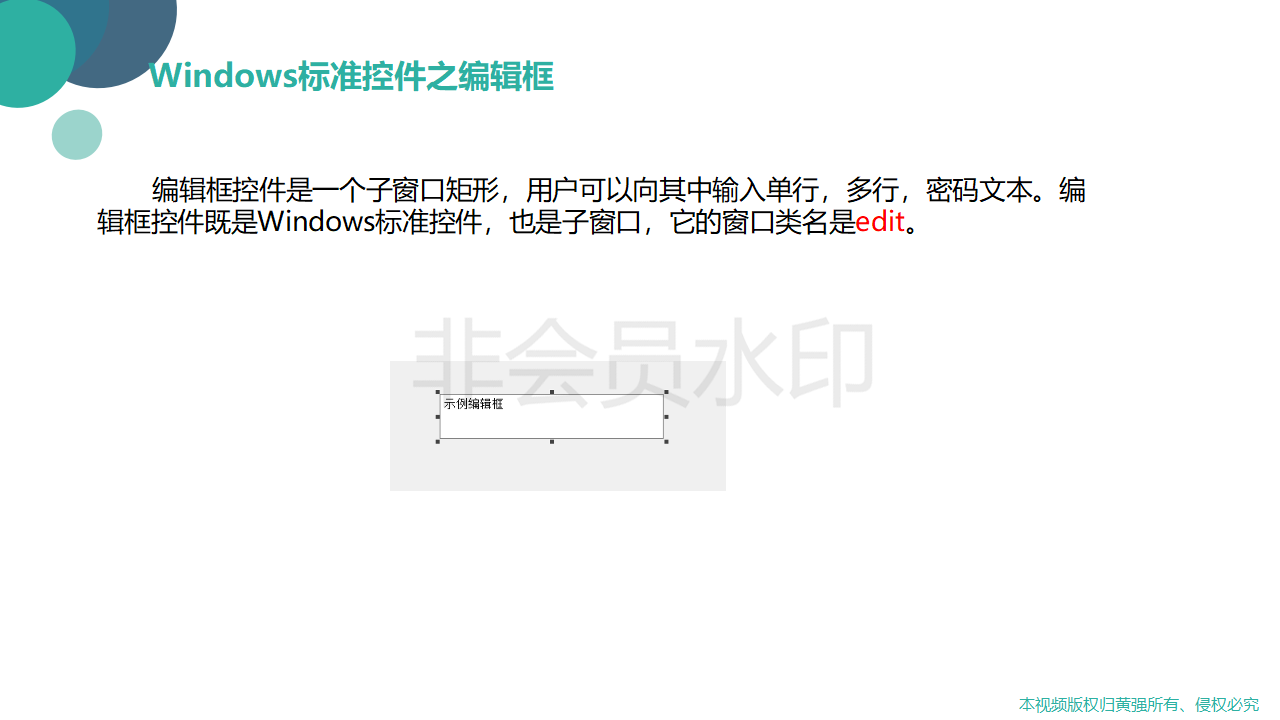 Windows标准控件之编辑框
编辑框控件是一个子窗口矩形，用户可以向其中输入单行，多行，密码文本。编
辑框控件既是Windows标准控件，也是子窗口，它的窗口类名是edit。
非会员水印
示例编辑框
本视频版权归黄强所有、侵权必究